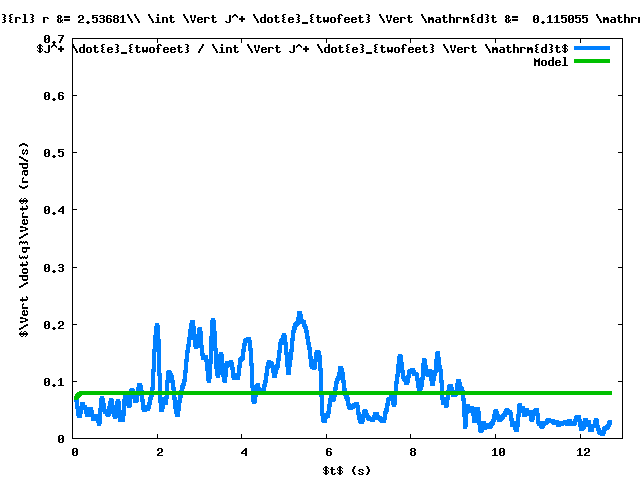 }{rl} r &= 2.53681\\ \int \Vert J^+ \dot{e}_{twofeet} \Vert \mathrm{d}t &= 0.115055 \mathr
$J^+ \dot{e}_{twofeet} / \int \Vert J^+ \dot{e}_{twofeet} \Vert \mathrm{d}t$
Model
$\Vert \dot{q}\Vert$ (rad/s)
0.7
0.6
0.5
0.4
0.3
0.2
0.1
0
0 2 4 6 8 10 12
$t$ (s)